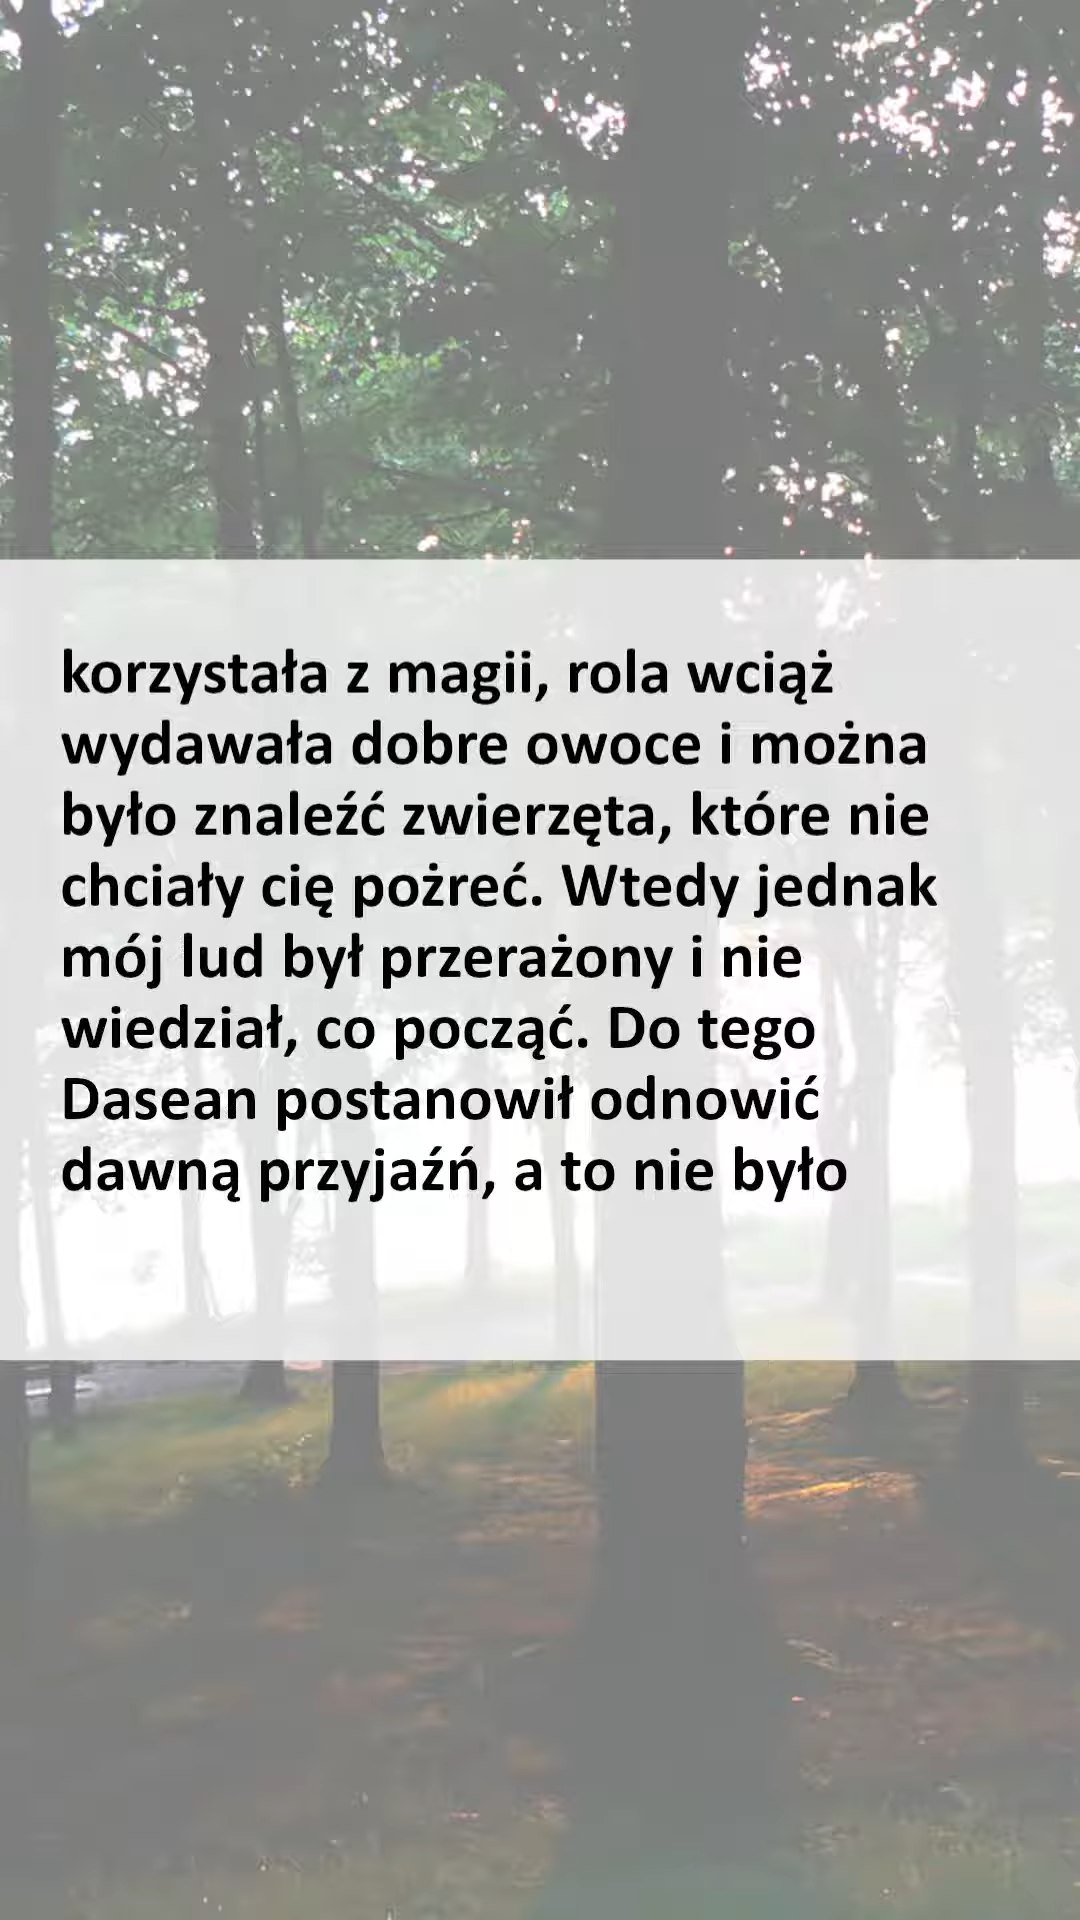 korzystała z magii, rola wciąż
wydawała dobre owoce i można
było znaleźć zwierzęta, które nie
chciały cię pożreć. Wtedy jednak
mój lud był przerażony i nie
wiedział, co począć. Do tego
Dasean postanowił odnowić
dawną przyjaźń, a to nie było